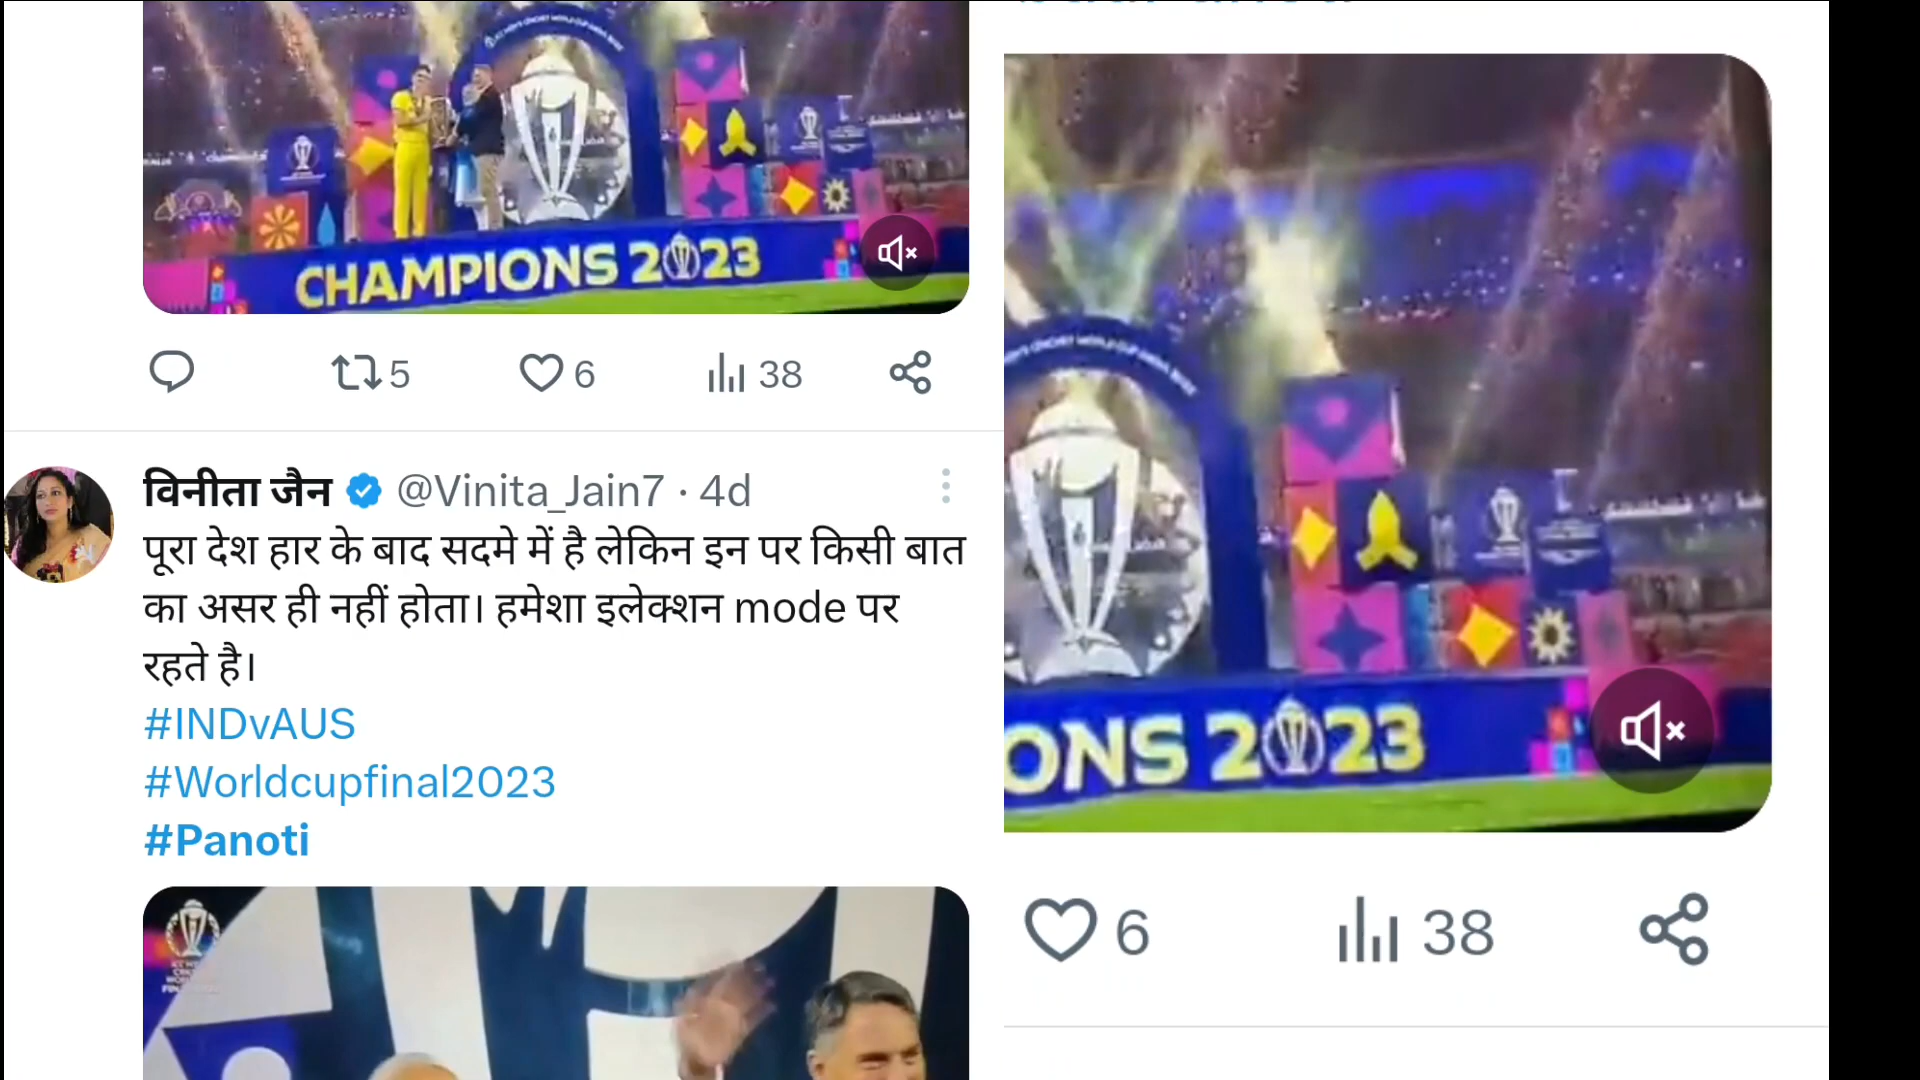 CHAMPIONS 2023
5
6
38
विनीता जैन @Vinita_Jain7 · 4d
पूरा देश हार के बाद सदमे में है लेकिन इन पर किसी बात
का असर ही नहीं होता। हमेशा इलेक्शन mode पर
रहते है।
#INDvAUS
#Worldcupfinal2023
#Panoti
ONS 2023
6
38